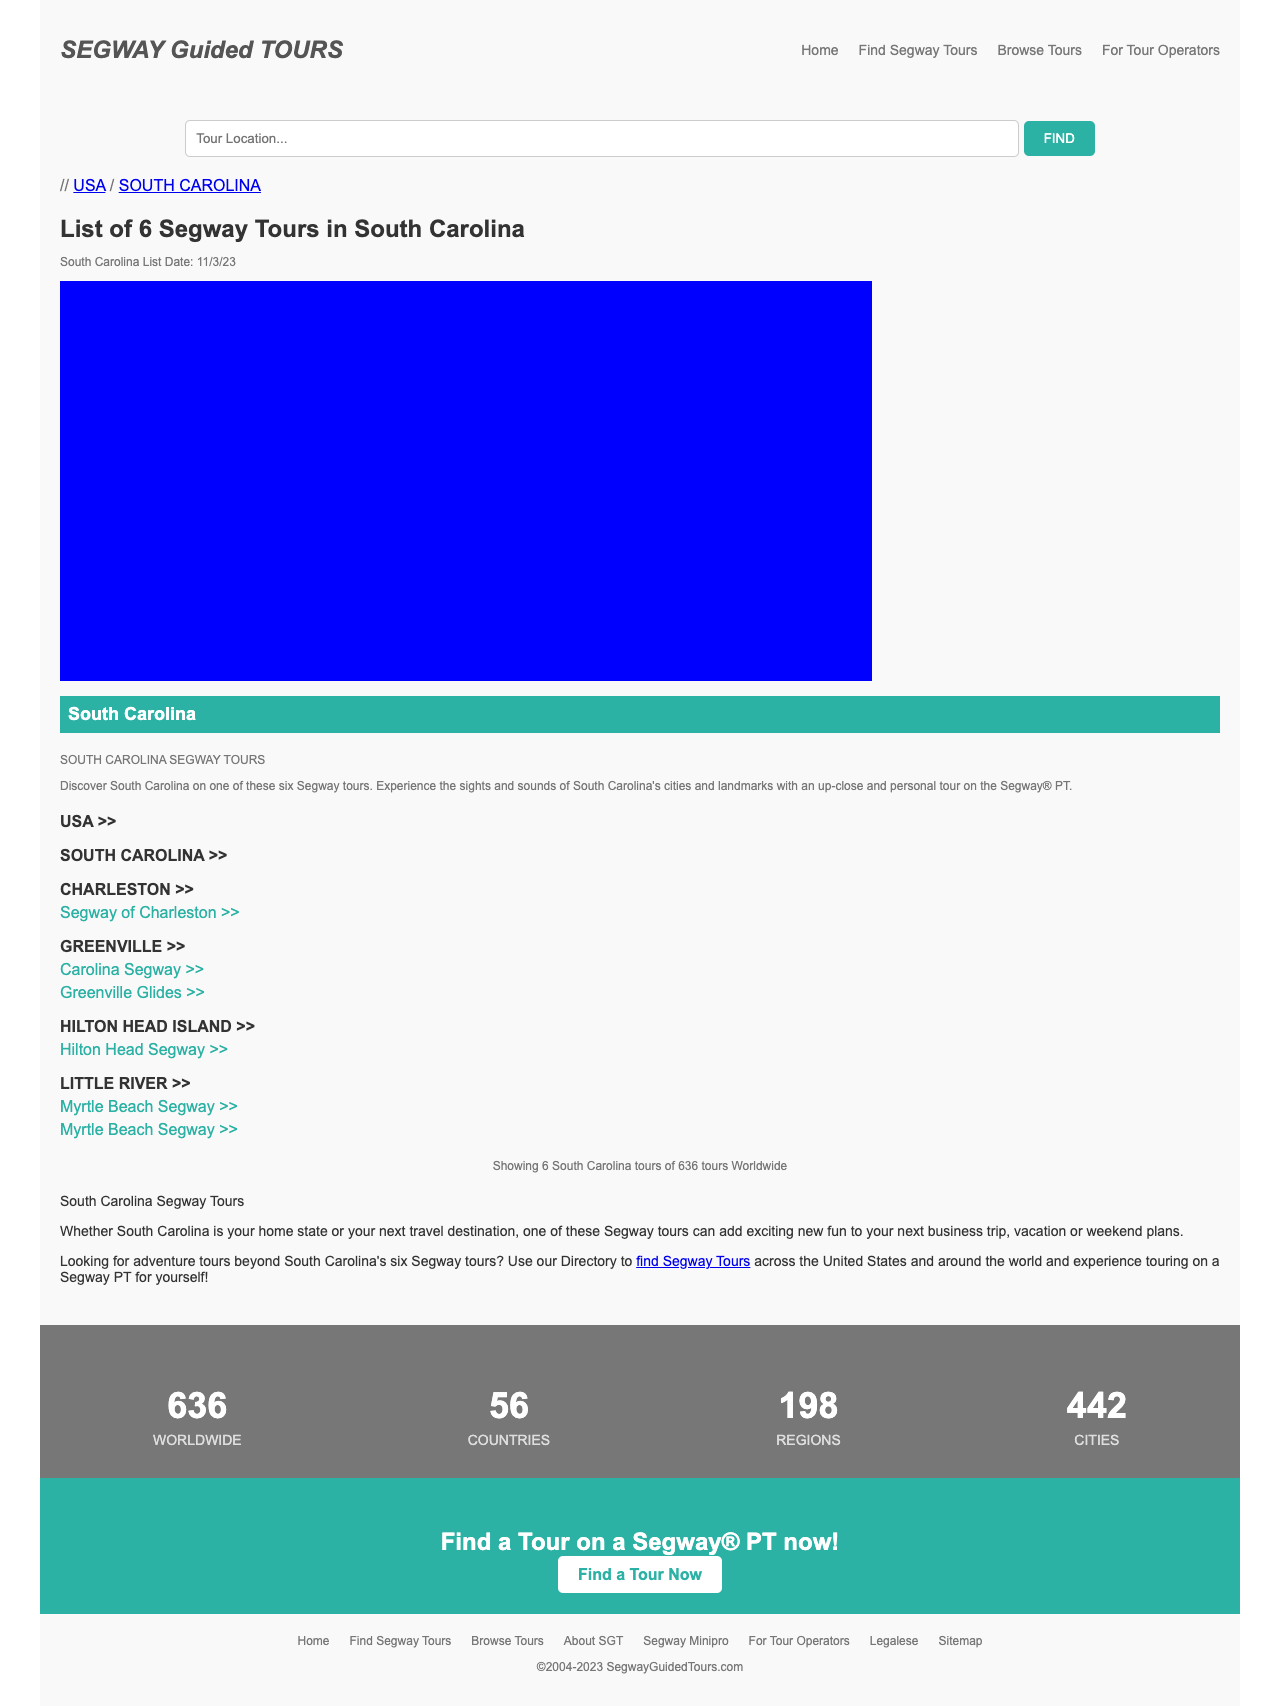 SEGWAY Guided TOURS
Home Find Segway Tours Browse Tours For Tour Operators
Tour Location... FIND
// USA / SOUTH CAROLINA
List of 6 Segway Tours in South Carolina
South Carolina List Date: 11/3/23
South Carolina
SOUTH CAROLINA SEGWAY TOURS
Discover South Carolina on one of these six Segway tours. Experience the sights and sounds of South Carolina's cities and landmarks with an up-close and personal tour on the Segway® PT.
USA >>
SOUTH CAROLINA >>
CHARLESTON >>
Segway of Charleston >>
GREENVILLE >>
Carolina Segway >>
Greenville Glides >>
HILTON HEAD ISLAND >>
Hilton Head Segway >>
LITTLE RIVER >>
Myrtle Beach Segway >>
Myrtle Beach Segway >>
Showing 6 South Carolina tours of 636 tours Worldwide
South Carolina Segway Tours
Whether South Carolina is your home state or your next travel destination, one of these Segway tours can add exciting new fun to your next business trip, vacation or weekend plans.
Looking for adventure tours beyond South Carolina's six Segway tours? Use our Directory to find Segway Tours across the United States and around the world and experience touring on a
Segway PT for yourself!
636 56 198 442
WORLDWIDE COUNTRIES REGIONS CITIES
Find a Tour on a Segway® PT now!
Find a Tour Now
Home Find Segway Tours Browse Tours About SGT Segway Minipro For Tour Operators Legalese Sitemap
©2004-2023 SegwayGuidedTours.com